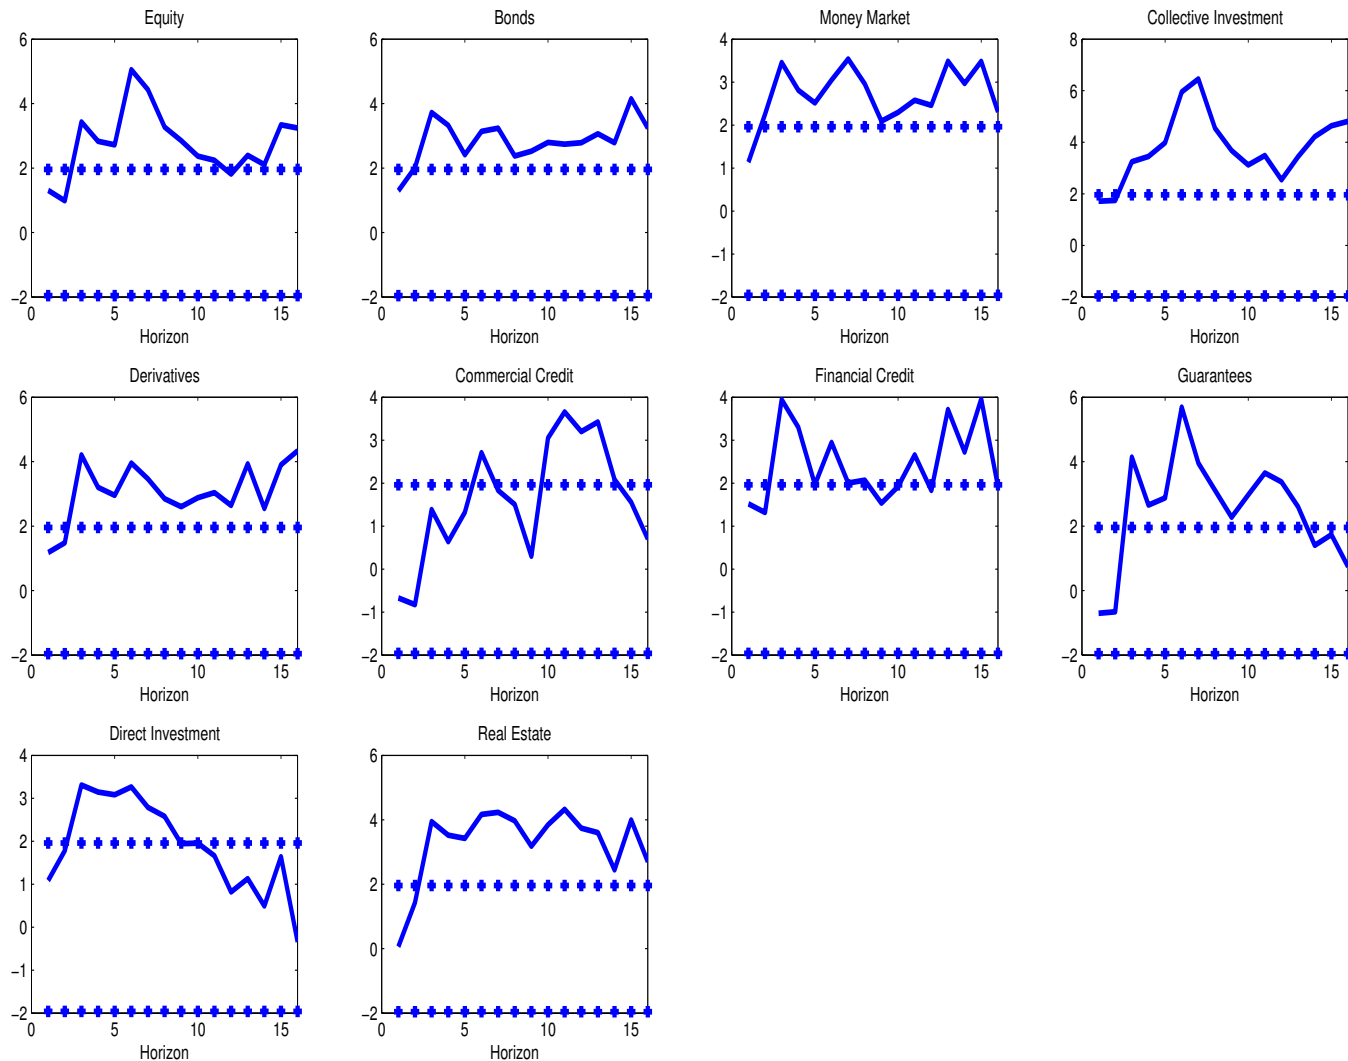 Equity
6
4
2
0
−2
0 5 10 15
Horizon
Bonds
6
4
2
0
−2
0 5 10 15
Horizon
Money Market
4
3
2
1
0
−1
−2
0 5 10 15
Horizon
Collective Investment
8
6
4
2
0
−2
0 5 10 15
Horizon
Derivatives
6
4
2
0
−2
0 5 10 15
Horizon
Commercial Credit
4
3
2
1
0
−1
−2
0 5 10 15
Horizon
Financial Credit
4
3
2
1
0
−1
−2
0 5 10 15
Horizon
Guarantees
6
4
2
0
−2
0 5 10 15
Horizon
Direct Investment
4
3
2
1
0
−1
−2
0 5 10 15
Horizon
Real Estate
6
4
2
0
−2
0 5 10 15
Horizon